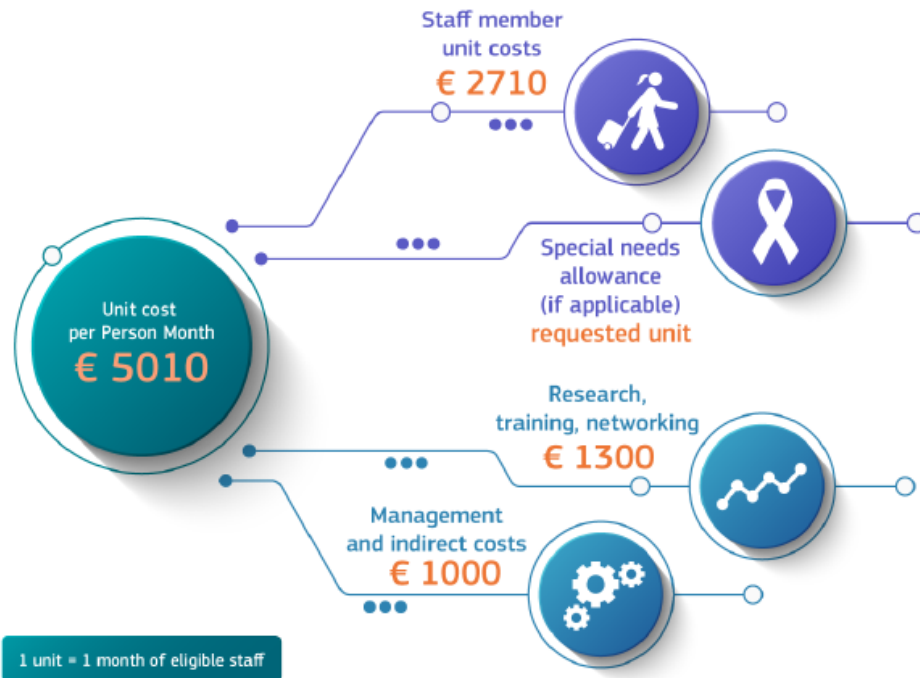 Staff member
unit costs
€ 2710
Special needs
allowance
(if applicable)
requested unit
Unit cost
per Person Month
€ 5010
Research,
training, networking
€ 1300
Management
and indirect costs
€ 1000
1 unit = 1 month of eligible staff